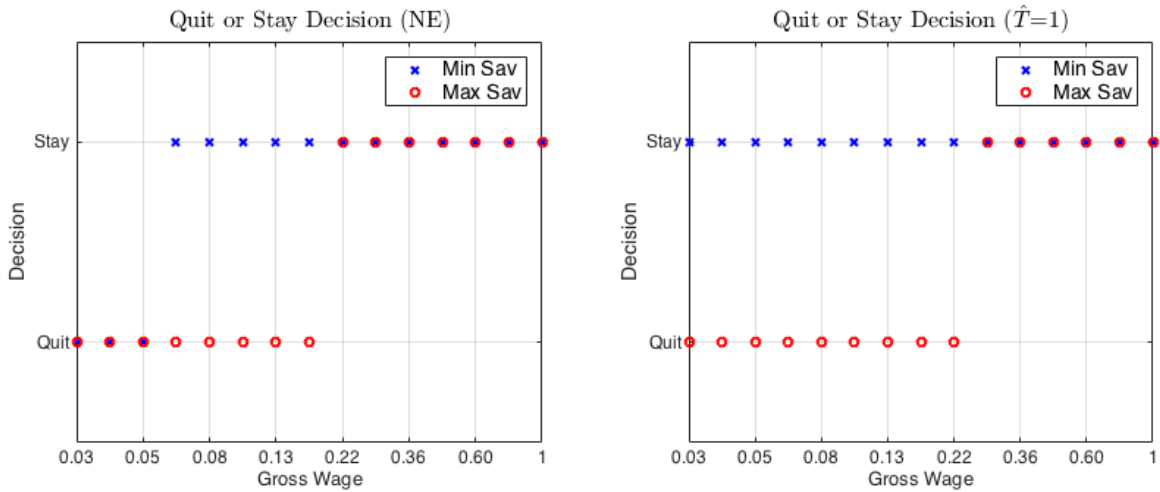 Quit or Stay Decision (NE)
Min Sav
Max Sav
Stay
Quit
Decision
0.03 0.05 0.08 0.13 0.22 0.36 0.60 1
Gross Wage
Quit or Stay Decision (T̂=1)
Min Sav
Max Sav
Stay
Quit
Decision
0.03 0.05 0.08 0.13 0.22 0.36 0.60 1
Gross Wage